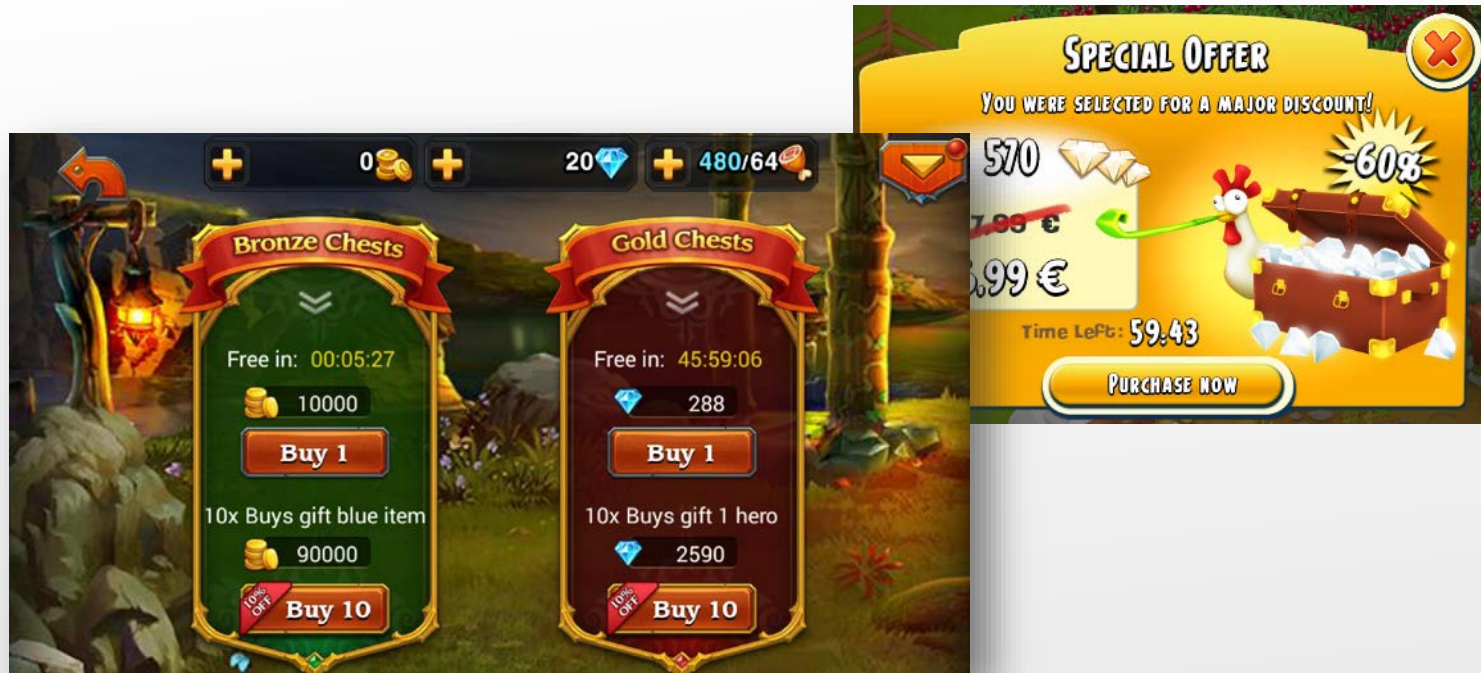 SPECIAL OFFER
YOU WERE SELECTED FOR A MAJOR DISCOUNT!
570
-60%
7.99 €
.99 €
Time Left: 59:43
PURCHASE NOW
0
20
480/64
Bronze Chests
Free in: 00:05:27
10000
Buy 1
10x Buys gift blue item
90000
10% OFF
Buy 10
Gold Chests
Free in: 45:59:06
288
Buy 1
10x Buys gift 1 hero
2590
10% OFF
Buy 10